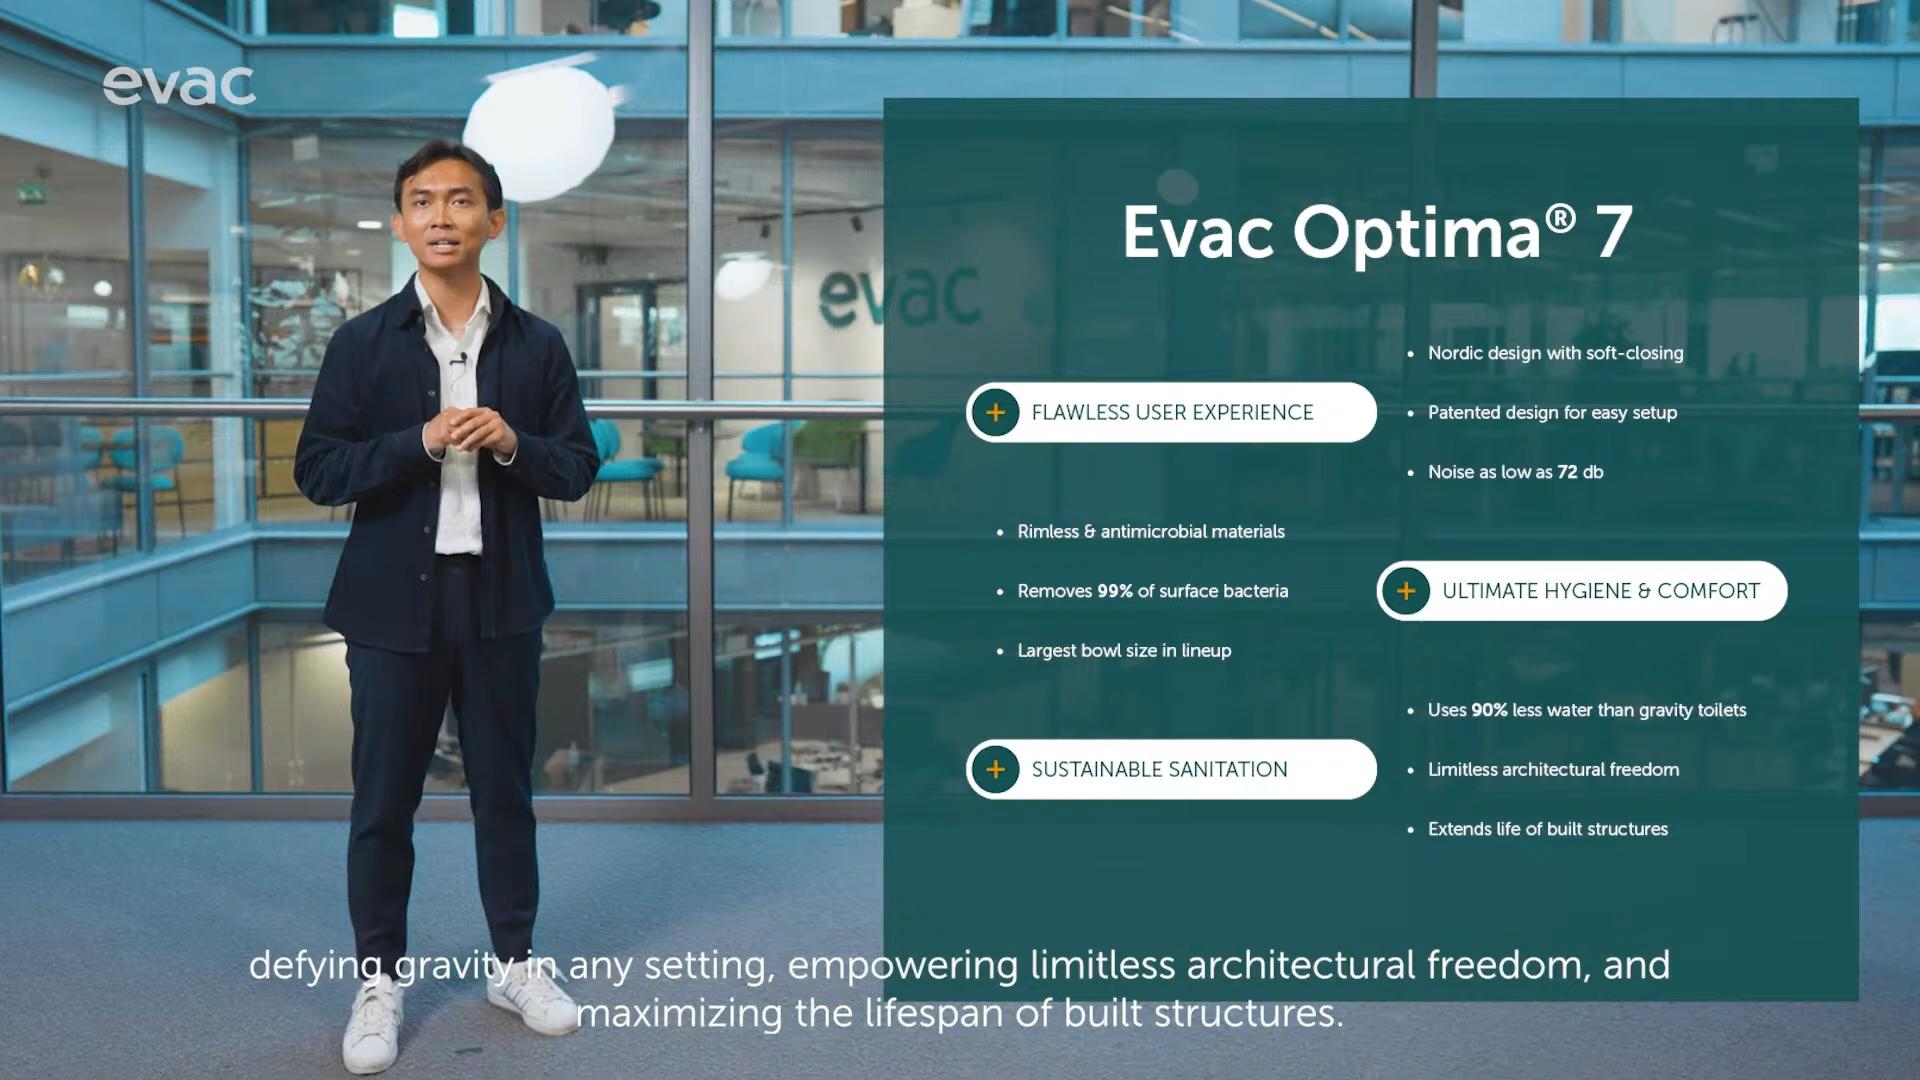 evac
evac
Evac Optima® 7
FLAWLESS USER EXPERIENCE
• Nordic design with soft-closing
• Patented design for easy setup
• Noise as low as 72 db
• Rimless & antimicrobial materials
• Removes 99% of surface bacteria
• Largest bowl size in lineup
ULTIMATE HYGIENE & COMFORT
SUSTAINABLE SANITATION
• Uses 90% less water than gravity toilets
• Limitless architectural freedom
• Extends life of built structures
defying gravity in any setting, empowering limitless architectural freedom, and
maximizing the lifespan of built structures.